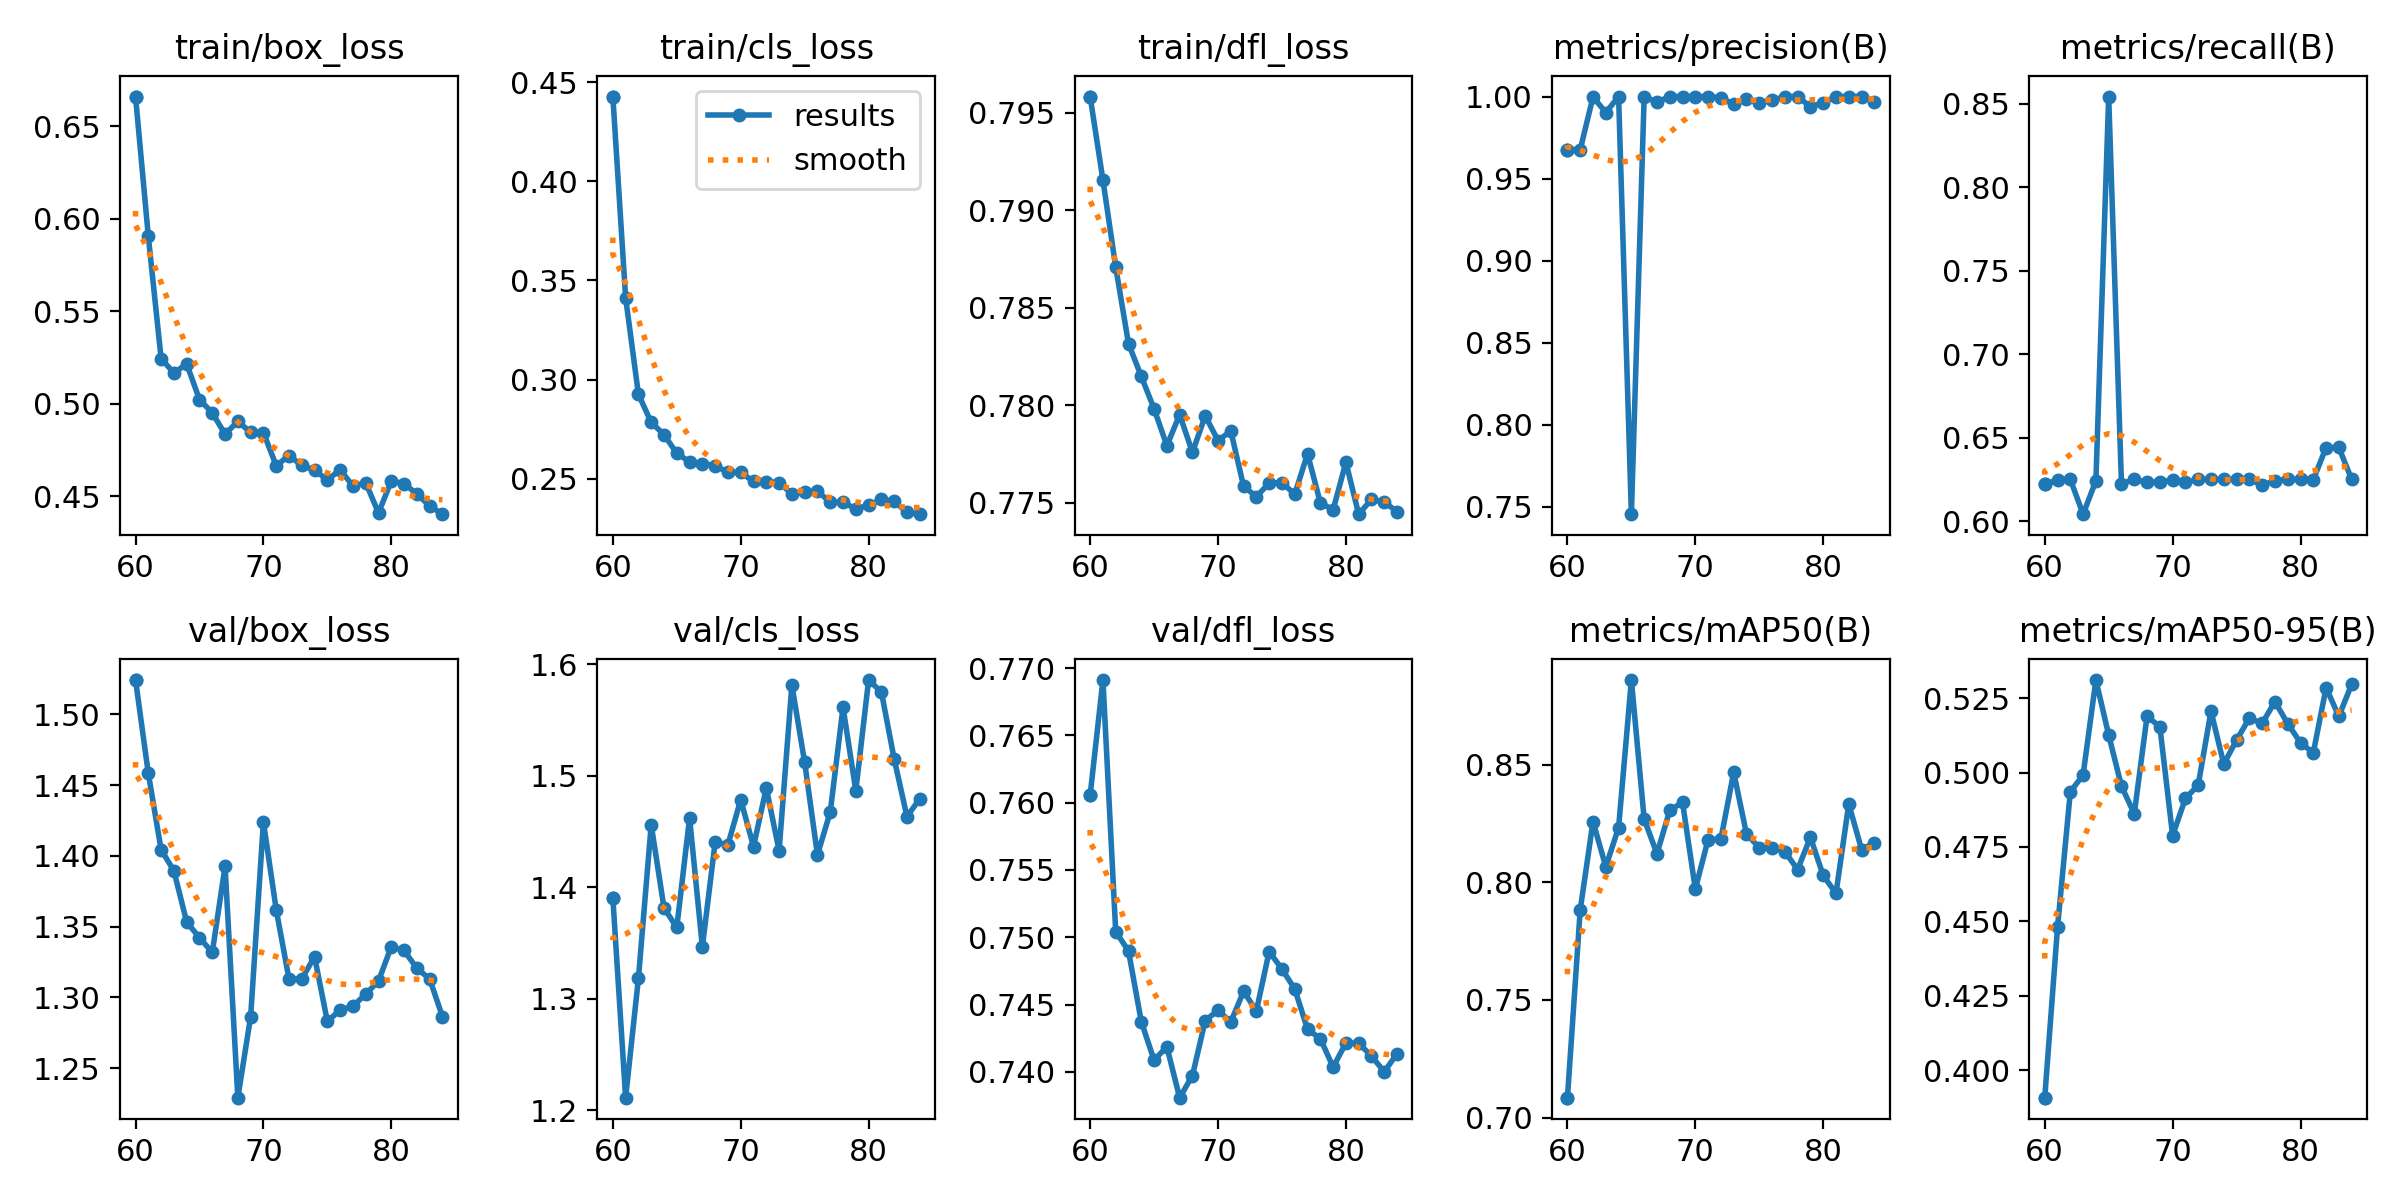 train/box_loss
0.65
0.60
0.55
0.50
0.45
60 70 80
train/cls_loss
0.45
0.40
0.35
0.30
0.25
results
smooth
60 70 80
train/dfl_loss
0.795
0.790
0.785
0.780
0.775
60 70 80
metrics/precision(B)
1.00
0.95
0.90
0.85
0.80
0.75
60 70 80
metrics/recall(B)
0.85
0.80
0.75
0.70
0.65
0.60
60 70 80
val/box_loss
1.50
1.45
1.40
1.35
1.30
1.25
60 70 80
val/cls_loss
1.6
1.5
1.4
1.3
1.2
60 70 80
val/dfl_loss
0.770
0.765
0.760
0.755
0.750
0.745
0.740
60 70 80
metrics/mAP50(B)
0.85
0.80
0.75
0.70
60 70 80
metrics/mAP50-95(B)
0.525
0.500
0.475
0.450
0.425
0.400
60 70 80